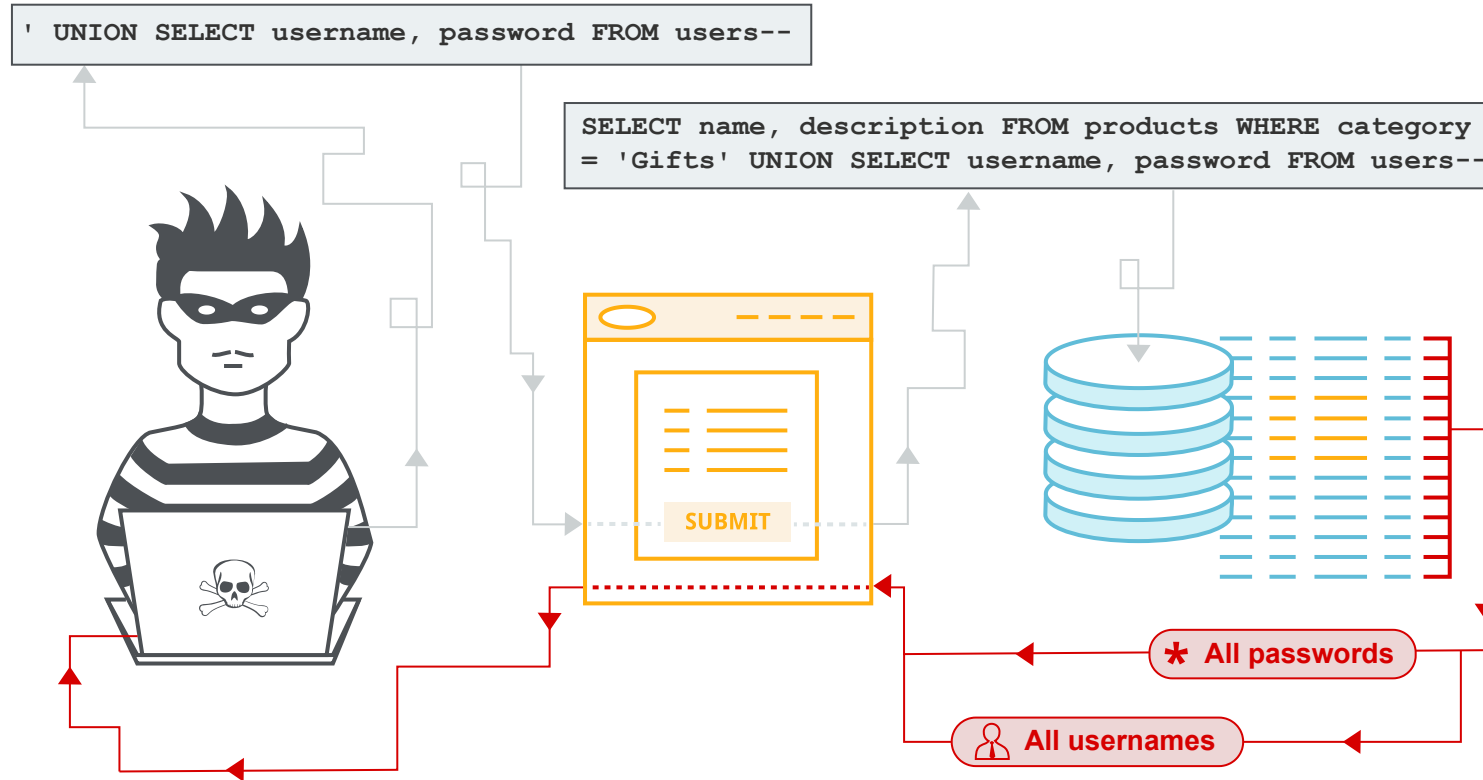 ' UNION SELECT username, password FROM users--
SELECT name, description FROM products WHERE category
= 'Gifts' UNION SELECT username, password FROM users--
SUBMIT
* All passwords
All usernames